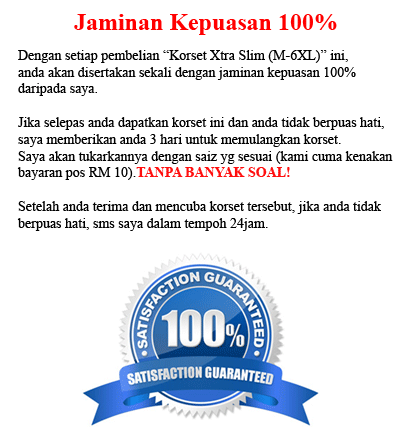 Jaminan Kepuasan 100%
Dengan setiap pembelian “Korset Xtra Slim (M-6XL)” ini,
anda akan disertakan sekali dengan jaminan kepuasan 100%
daripada saya.
Jika selepas anda dapatkan korset ini dan anda tidak berpuas hati,
saya memberikan anda 3 hari untuk memulangkan korset.
Saya akan tukarkannya dengan saiz yg sesuai (kami cuma kenakan
bayaran pos RM 10).TANPA BANYAK SOAL!
Setelah anda terima dan mencuba korset tersebut, jika anda tidak
berpuas hati, sms saya dalam tempoh 24jam.
SATISFACTION GUARANTEED
100%
SATISFACTION GUARANTEED